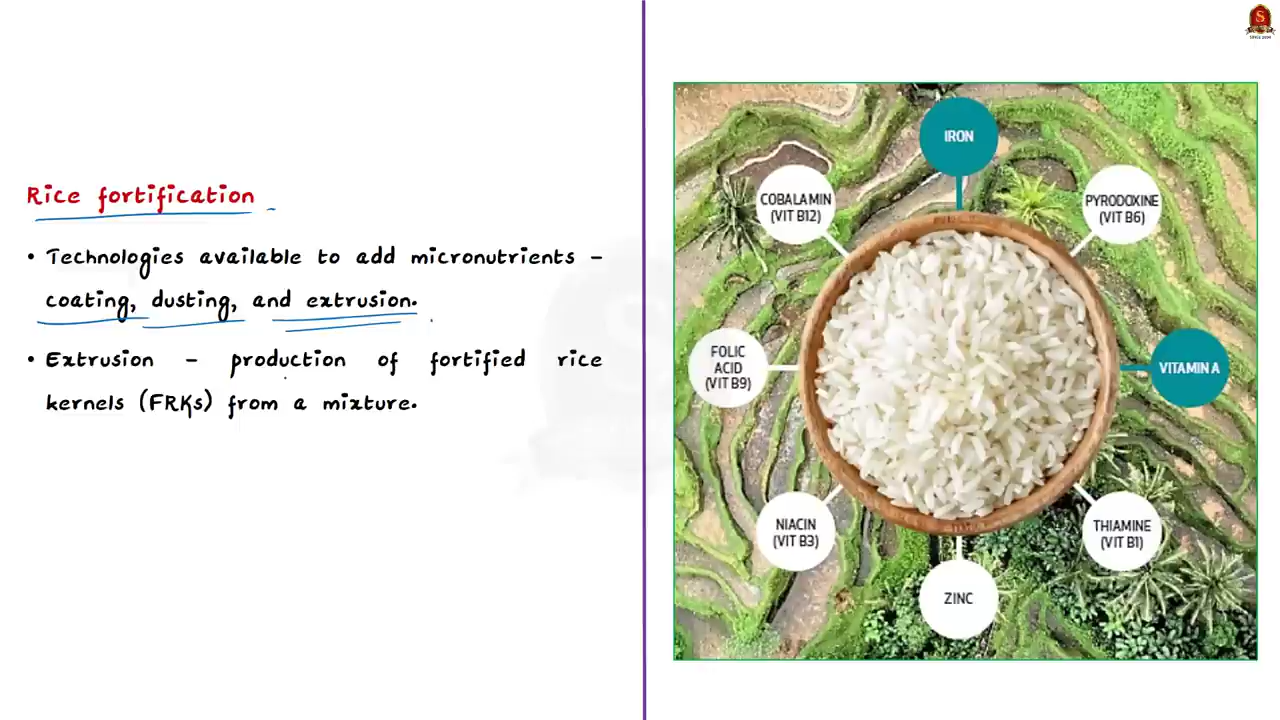 Rice fortification
• Technologies available to add micronutrients –
coating, dusting, and extrusion.
• Extrusion – production of fortified rice
kernels (FRKs) from a mixture.
IRON
COBALAMIN
(VIT B12)
PYRODOXINE
(VIT B6)
FOLIC
ACID
(VIT B9)
VITAMIN A
NIACIN
(VIT B3)
THIAMINE
(VIT B1)
ZINC
S